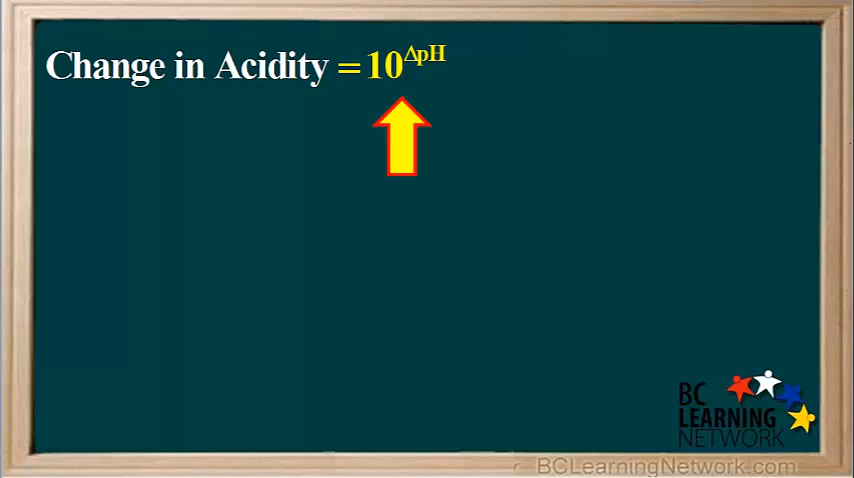 Change in Acidity = 10^ΔpH
BC
LEARNING
NETWORK
BCLearningNetwork.com